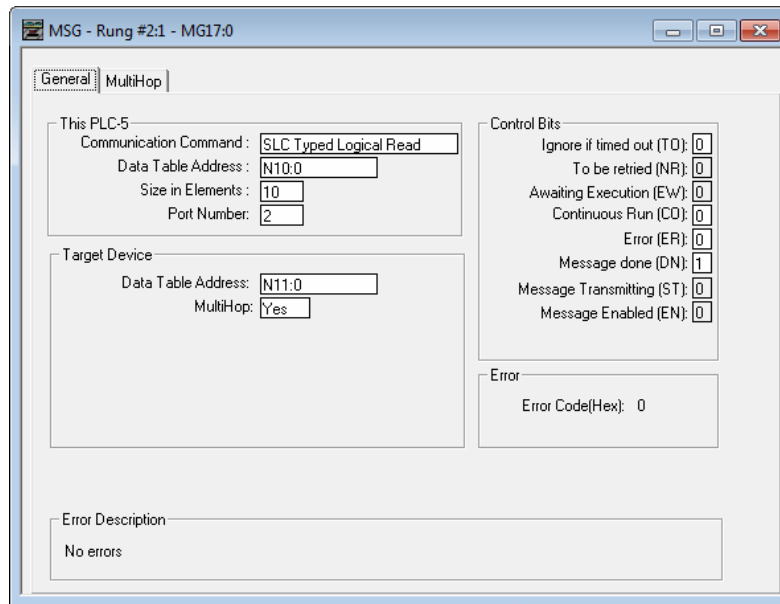 MSG - Rung #2:1 - MG17:0
General MultiHop
This PLC-5
Communication Command : SLC Typed Logical Read
Data Table Address : N10:0
Size in Elements : 10
Port Number: 2
Target Device
Data Table Address: N11:0
MultiHop: Yes
Control Bits
Ignore if timed out (TO): 0
To be retried (NR): 0
Awaiting Execution (EW): 0
Continuous Run (CO): 0
Error (ER): 0
Message done (DN): 1
Message Transmitting (ST): 0
Message Enabled (EN): 0
Error
Error Code(Hex): 0
Error Description
No errors